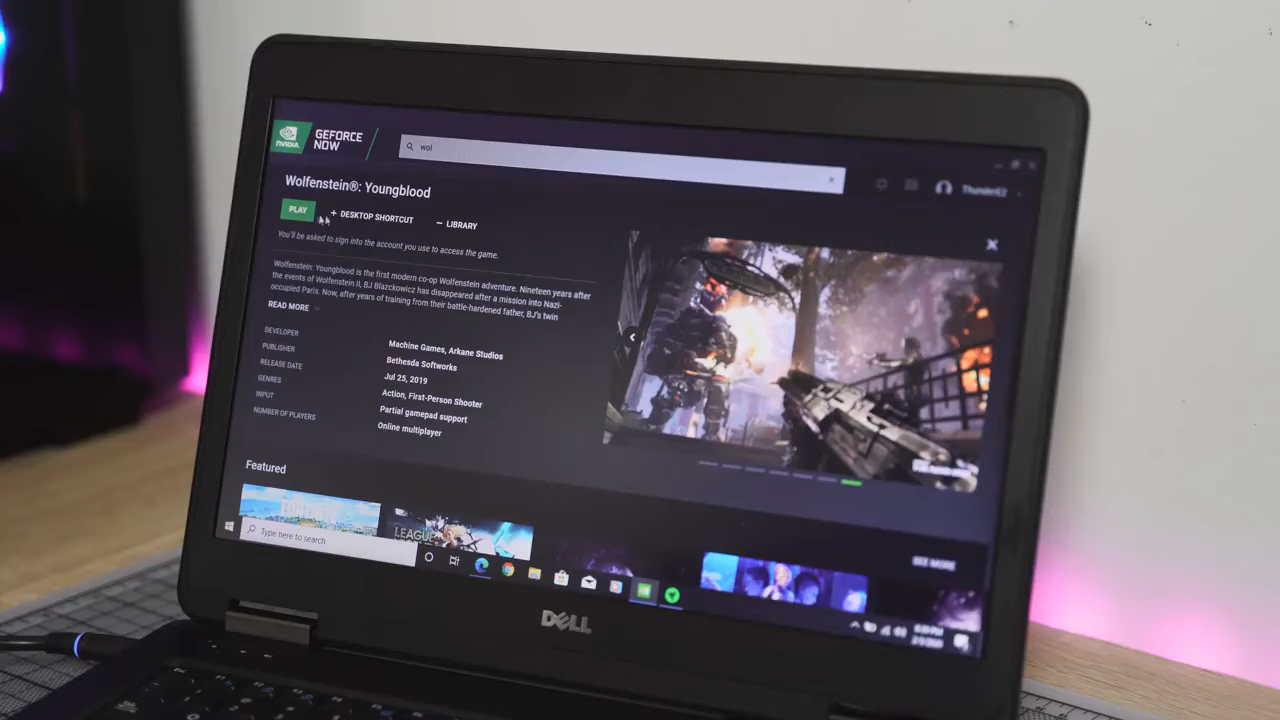 NVIDIA
GEFORCE
NOW
wol
Wolfenstein®: Youngblood
PLAY
+ DESKTOP SHORTCUT
− LIBRARY
You'll be asked to sign into the account you use to access the game.
Wolfenstein: Youngblood is the first modern co-op Wolfenstein adventure. Nineteen years after
the events of Wolfenstein II, BJ Blazckowicz has disappeared after a mission into Nazi-
occupied Paris. Now, after years of training from their battle-hardened father, BJ's twin
READ MORE
DEVELOPER
Machine Games, Arkane Studios
PUBLISHER
Bethesda Softworks
RELEASE DATE
Jul 25, 2019
GENRES
Action, First-Person Shooter
INPUT
Partial gamepad support
NUMBER OF PLAYERS
Online multiplayer
Featured
SEE MORE
FORTNITE
LEAGUE
Type here to search
DELL